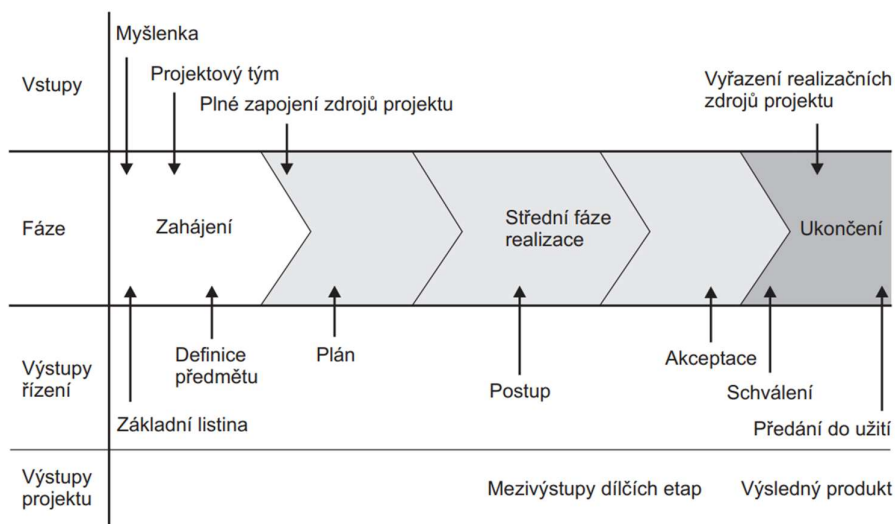 Vstupy
Myšlenka
Projektový tým
Plné zapojení zdrojů projektu
Vyřazení realizačních
zdrojů projektu
Fáze
Zahájení
Střední fáze
realizace
Ukončení
Výstupy
řízení
Základní listina
Definice
předmětu
Plán
Postup
Akceptace
Schválení
Předání do užití
Výstupy
projektu
Mezivýstupy dílčích etap
Výsledný produkt